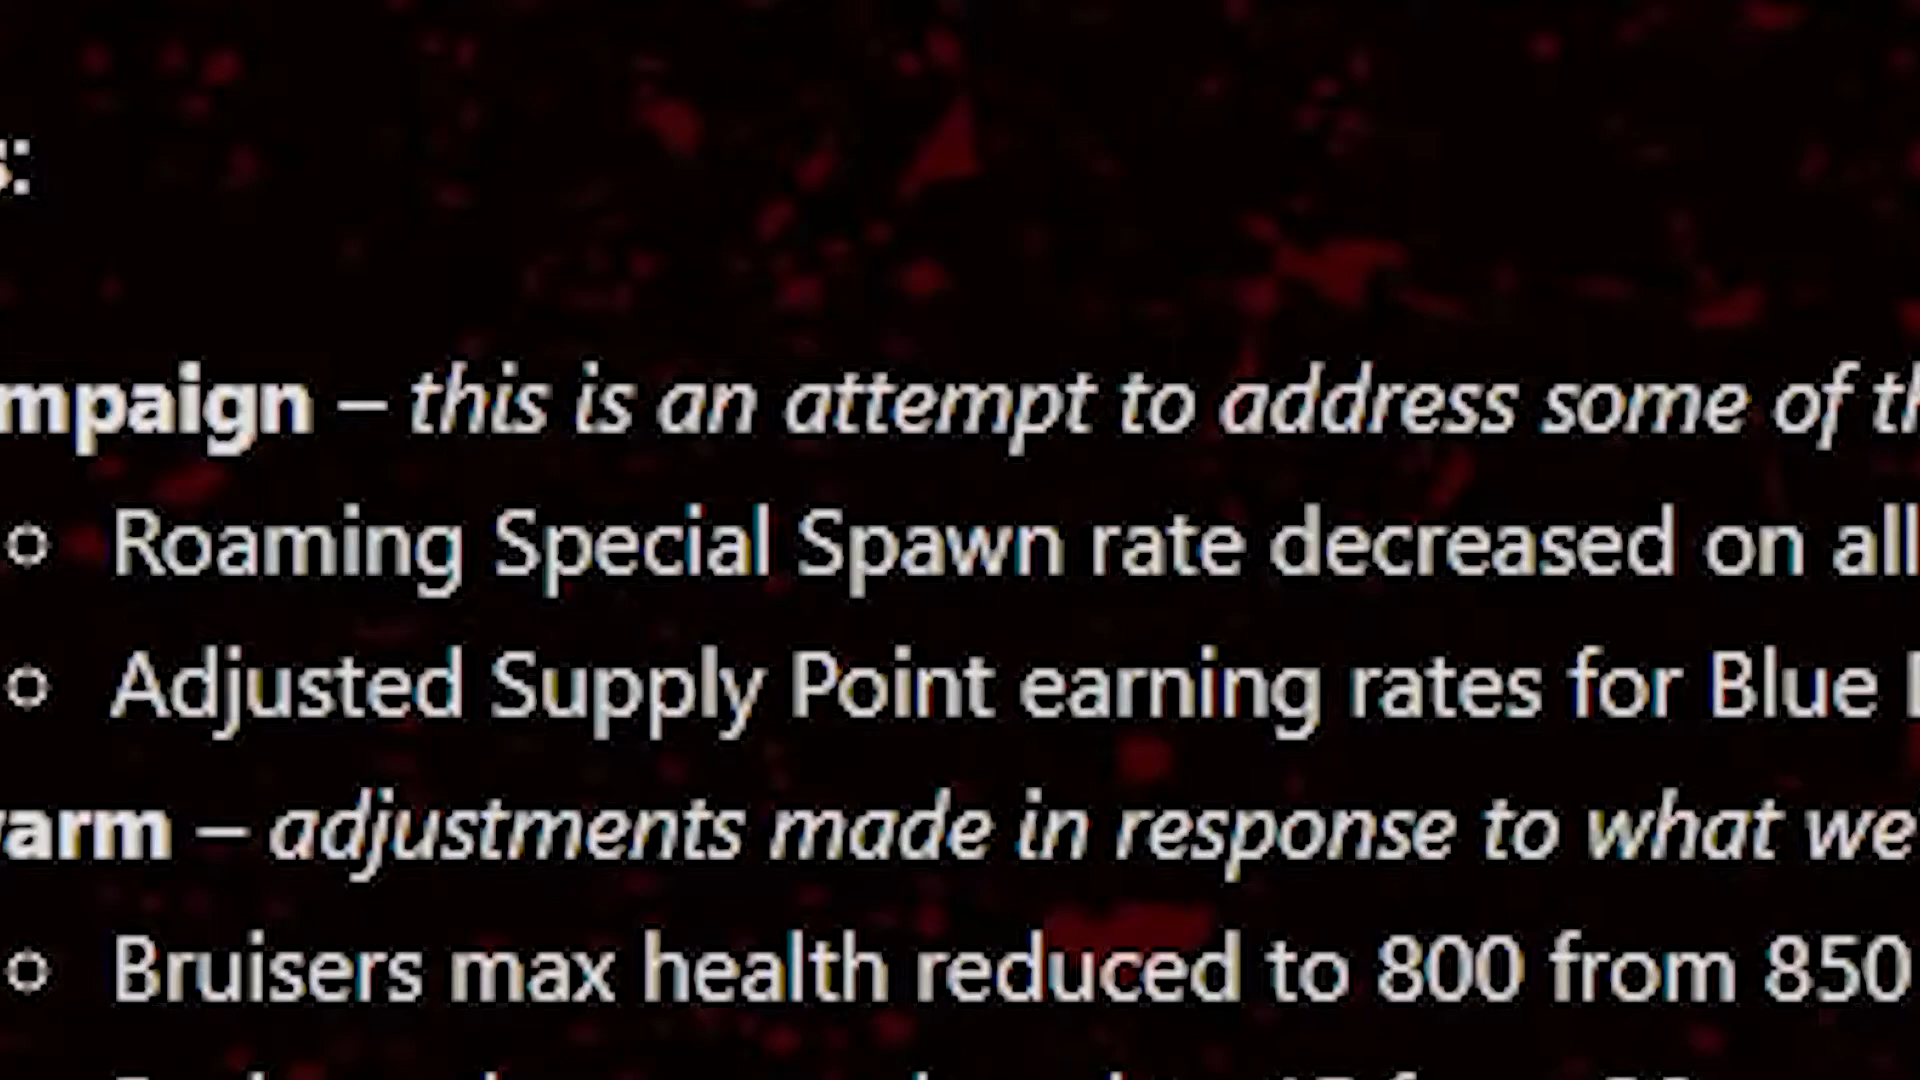 s:
mpaign – this is an attempt to address some of th
○ Roaming Special Spawn rate decreased on all
○ Adjusted Supply Point earning rates for Blue
warm – adjustments made in response to what we
○ Bruisers max health reduced to 800 from 850